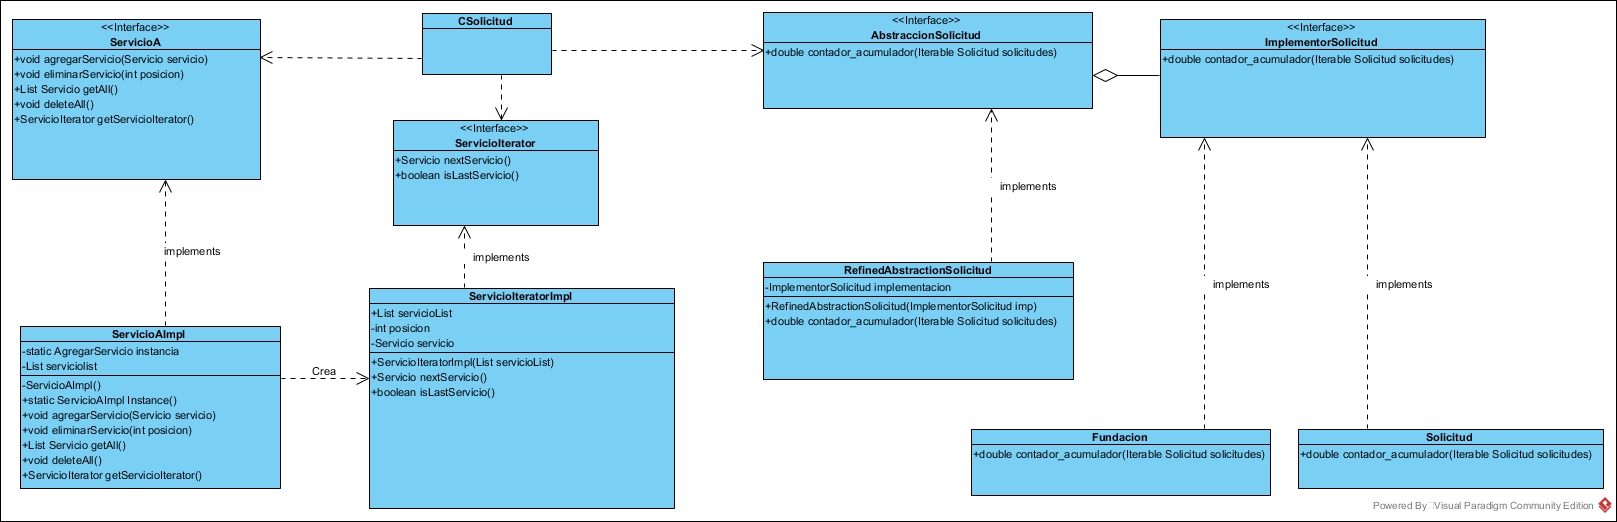 <<Interface>>
ServicioA
+void agregarServicio(Servicio servicio)
+void eliminarServicio(int posicion)
+List Servicio getAll()
+void deleteAll()
+ServicioIterator getServicioIterator()
CSolicitud
<<Interface>>
AbstraccionSolicitud
+double contador_acumulador(Iterable Solicitud solicitudes)
<<Interface>>
ImplementorSolicitud
+double contador_acumulador(Iterable Solicitud solicitudes)
<<Interface>>
ServicioIterator
+Servicio nextServicio()
+boolean isLastServicio()
implements
implements
implements
implements
implements
ServicioAImpl
-static AgregarServicio instancia
-List serviciolist
-ServicioAImpl()
+static ServicioAImpl Instance()
+void agregarServicio(Servicio servicio)
+void eliminarServicio(int posicion)
+List Servicio getAll()
+void deleteAll()
+ServicioIterator getServicioIterator()
Crea
ServicioIteratorImpl
+List servicioList
-int posicion
-Servicio servicio
+ServicioIteratorImpl(List servicioList)
+Servicio nextServicio()
+boolean isLastServicio()
RefinedAbstractionSolicitud
-ImplementorSolicitud implementacion
+RefinedAbstractionSolicitud(ImplementorSolicitud imp)
+double contador_acumulador(Iterable Solicitud solicitudes)
Fundacion
+double contador_acumulador(Iterable Solicitud solicitudes)
Solicitud
+double contador_acumulador(Iterable Solicitud solicitudes)
Powered By Visual Paradigm Community Edition